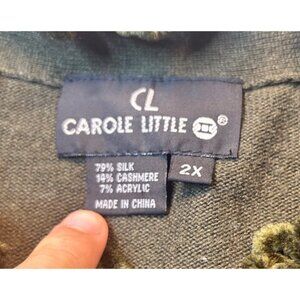 CL
CAROLE LITTLE ®
79% SILK
14% CASHMERE
7% ACRYLIC
MADE IN CHINA
2X